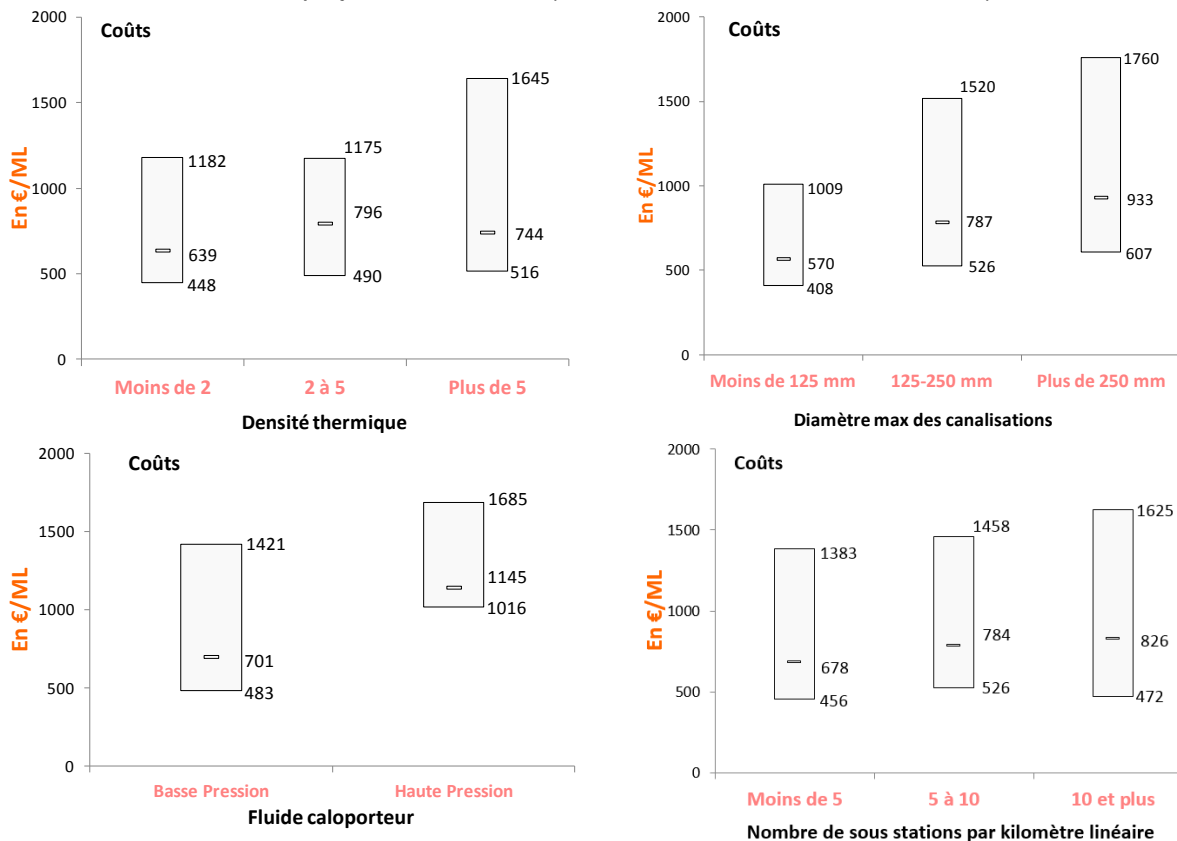 2000
Coûts
1645
1500
1182
1175
En €/ML
1000
796
744
639
516
500
448
490
0
Moins de 2
2 à 5
Plus de 5
Densité thermique
2000
Coûts
1760
1520
1500
En €/ML
1009
1000
933
787
570
607
526
500
408
0
Moins de 125 mm
125-250 mm
Plus de 250 mm
Diamètre max des canalisations
2000
Coûts
1685
1500
1421
1145
En €/ML
1000
1016
701
500
483
0
Basse Pression
Haute Pression
Fluide caloporteur
2000
Coûts
1625
1500
1458
1383
En €/ML
1000
826
784
678
526
500
456
472
0
Moins de 5
5 à 10
10 et plus
Nombre de sous stations par kilomètre linéaire